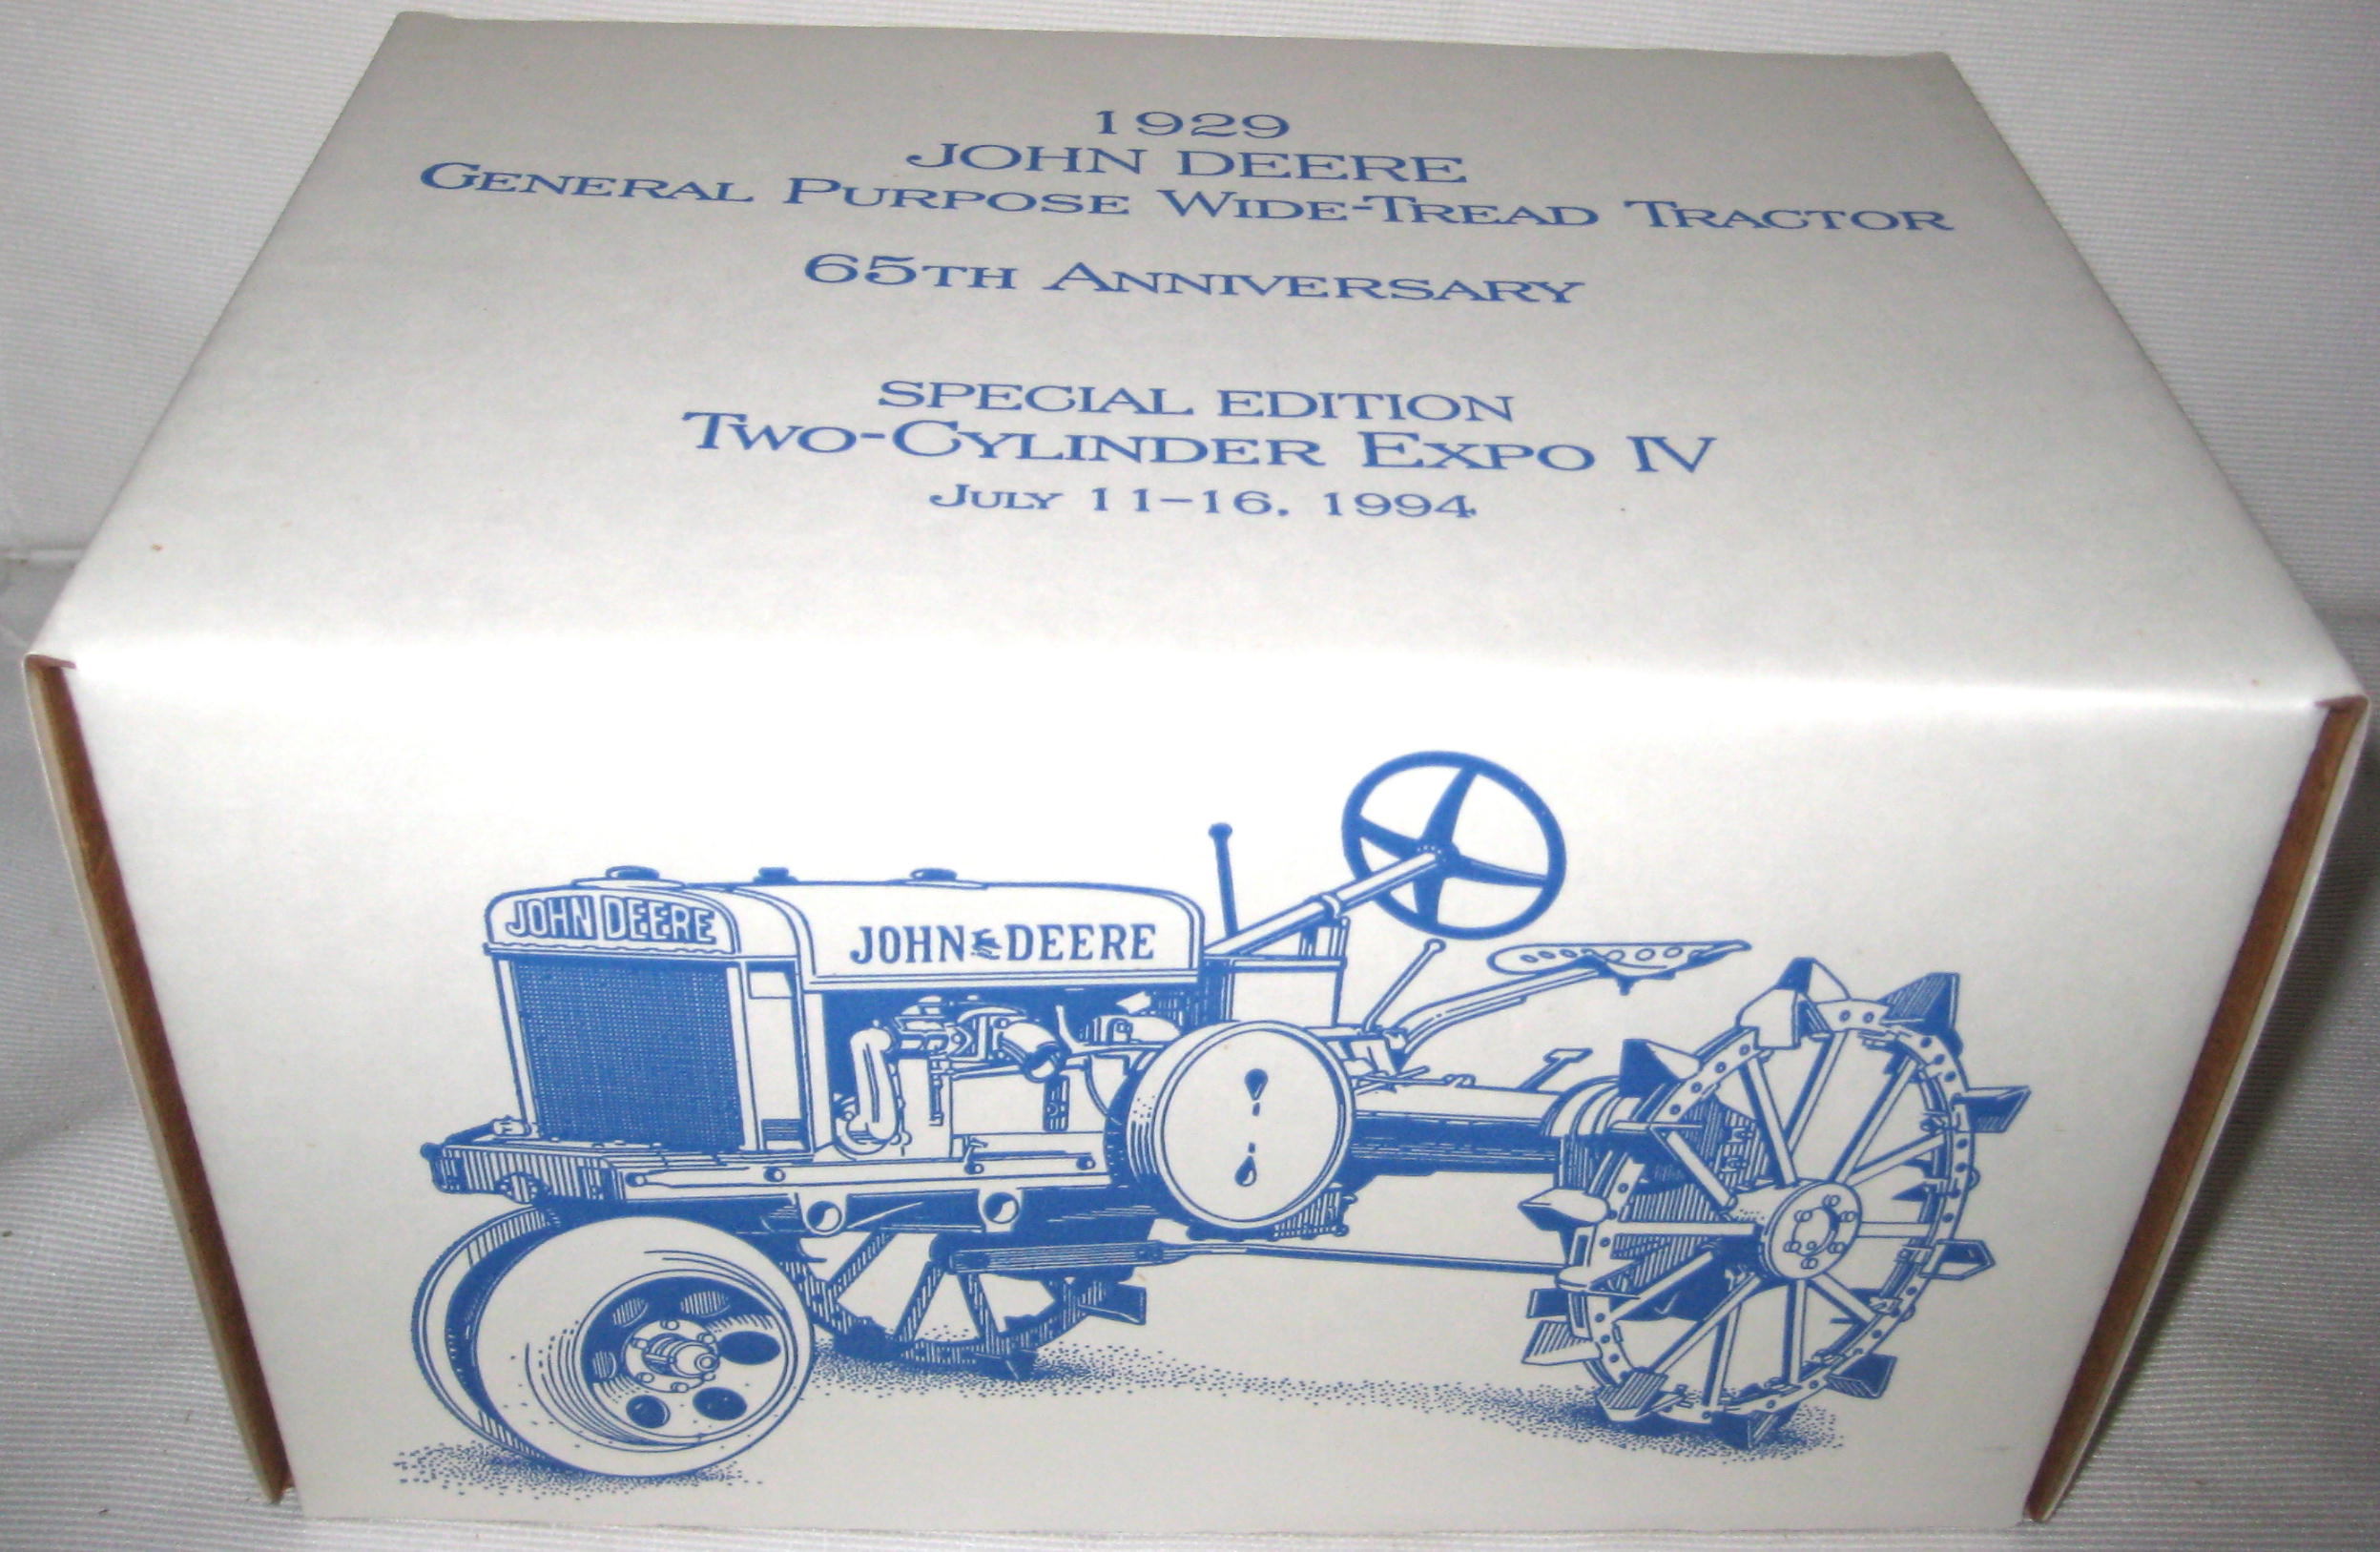 1929
JOHN DEERE
GENERAL PURPOSE WIDE-TREAD TRACTOR
65TH ANNIVERSARY
SPECIAL EDITION
TWO-CYLINDER EXPO IV
JULY 11-16, 1994
JOHN DEERE
JOHN DEERE